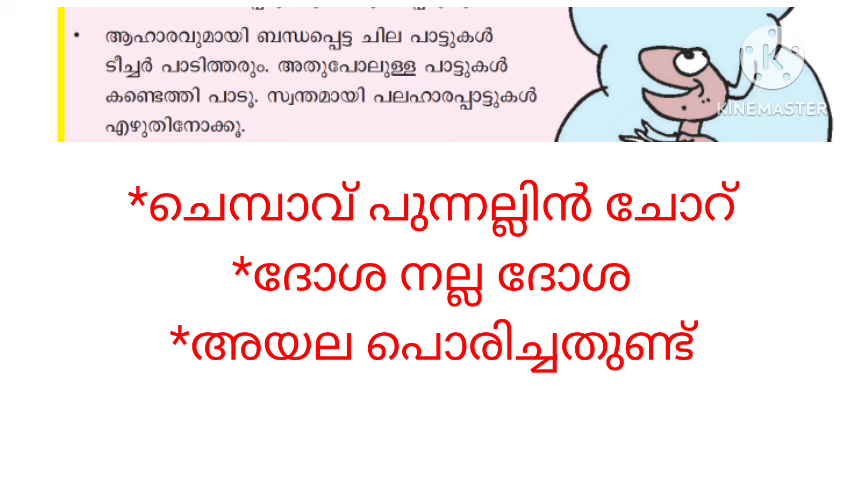 • ആഹാരവുമായി ബന്ധപ്പെട്ട ചില പാട്ടുകൾ
ടീച്ചർ പാടിത്തരും. അതുപോലുള്ള പാട്ടുകൾ
കണ്ടെത്തി പാടൂ. സ്വന്തമായി പലഹാരപ്പാട്ടുകൾ
എഴുതിനോക്കൂ.
KINEMASTER
*ചെമ്പാവ് പുന്നല്ലിൻ ചോറ്
*ദോശ നല്ല ദോശ
*അയല പൊരിച്ചതുണ്ട്